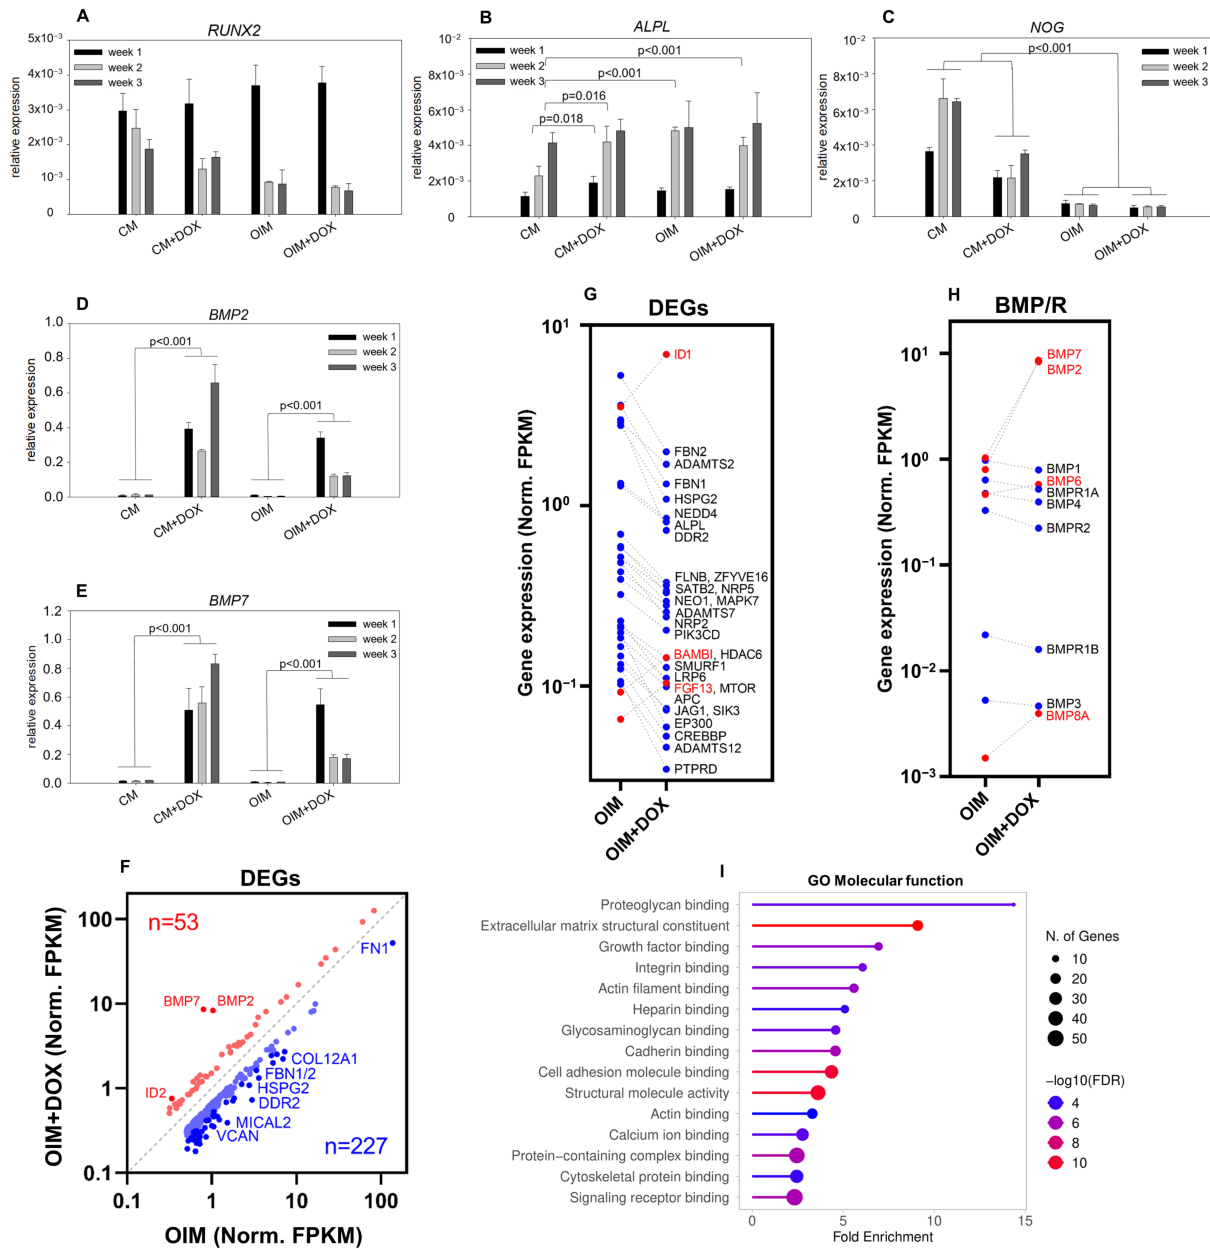 A
RUNX2
relative expression
5x10⁻³
4x10⁻³
3x10⁻³
2x10⁻³
10⁻³
0
week 1
week 2
week 3
CM
CM+DOX
OIM
OIM+DOX
B
ALPL
relative expression
10⁻²
8x10⁻³
6x10⁻³
4x10⁻³
2x10⁻³
0
week 1
week 2
week 3
p<0.001
p<0.001
p=0.016
p=0.018
CM
CM+DOX
OIM
OIM+DOX
C
NOG
relative expression
10⁻²
8x10⁻³
6x10⁻³
4x10⁻³
2x10⁻³
0
p<0.001
week 1
week 2
week 3
CM
CM+DOX
OIM
OIM+DOX
D
BMP2
relative expression
1.0
0.8
0.6
0.4
0.2
0.0
p<0.001
p<0.001
week 1
week 2
week 3
CM
CM+DOX
OIM
OIM+DOX
E
BMP7
relative expression
1.2
1.0
0.8
0.6
0.4
0.2
0.0
p<0.001
p<0.001
week 1
week 2
week 3
CM
CM+DOX
OIM
OIM+DOX
G
DEGs
Gene expression (Norm. FPKM)
10¹
10⁰
10⁻¹
ID1
FBN2
ADAMTS2
FBN1
HSPG2
NEDD4
ALPL
DDR2
FLNB, ZFYVE16
SATB2, NRP5
NEO1, MAPK7
ADAMTS7
NRP2
PIK3CD
BAMBI, HDAC6
SMURF1
LRP6
FGF13, MTOR
APC
JAG1, SIK3
EP300
CREBBP
ADAMTS12
PTPRD
OIM
OIM+DOX
H
BMP/R
Gene expression (Norm. FPKM)
10¹
10⁰
10⁻¹
10⁻²
10⁻³
BMP7
BMP2
BMP1
BMP6
BMPR1A
BMP4
BMPR2
BMPR1B
BMP3
BMP8A
OIM
OIM+DOX
F
DEGs
OIM+DOX (Norm. FPKM)
100
10
1
0.1
n=53
FN1
BMP7
BMP2
ID2
COL12A1
FBN1/2
HSPG2
DDR2
MICAL2
VCAN
n=227
0.1
1
10
100
OIM (Norm. FPKM)
I
GO Molecular function
Proteoglycan binding
Extracellular matrix structural constituent
Growth factor binding
Integrin binding
Actin filament binding
Heparin binding
Glycosaminoglycan binding
Cadherin binding
Cell adhesion molecule binding
Structural molecule activity
Actin binding
Calcium ion binding
Protein−containing complex binding
Cytoskeletal protein binding
Signaling receptor binding
0
5
10
15
Fold Enrichment
N. of Genes
10
20
30
40
50
−log10(FDR)
4
6
8
10